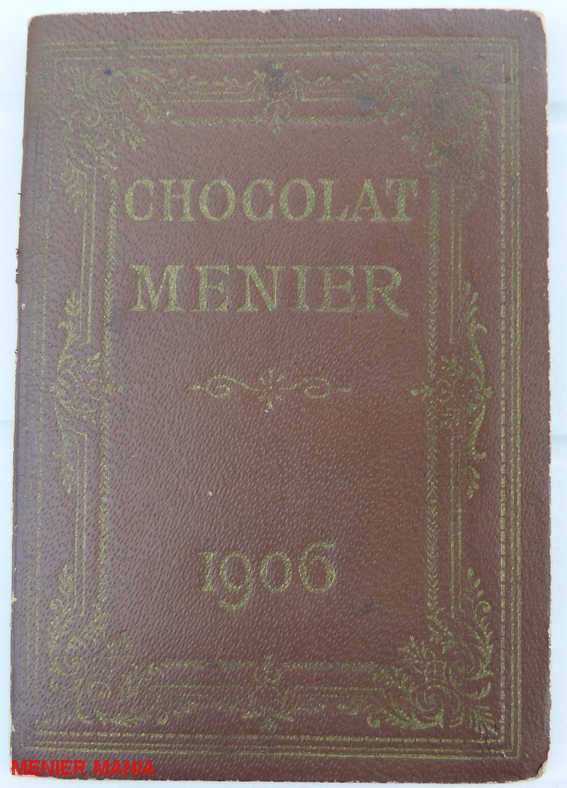 CHOCOLAT
MENIER
1906
MENIER MANIA